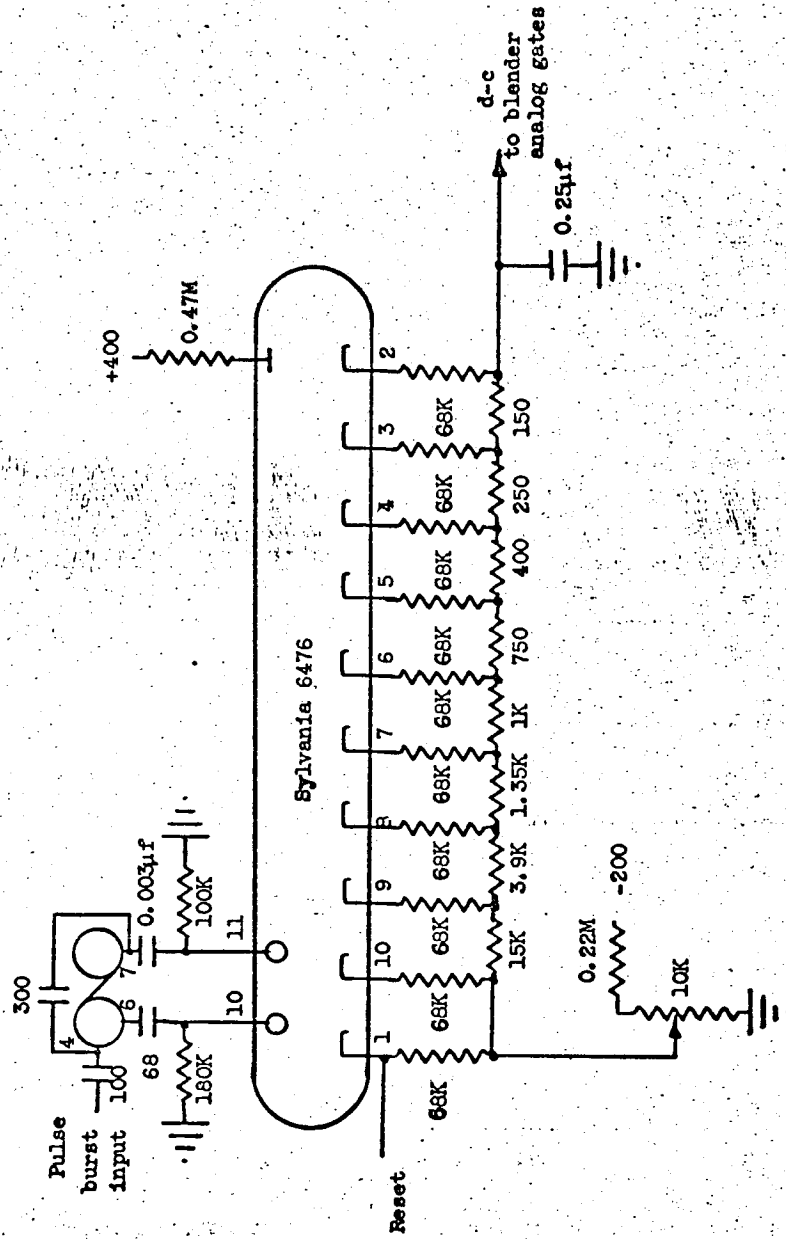 300
Pulse
burst
input
100
4
6
7
68
0.003μf
180K
100K
10
11
+400
0.47M
Sylvania 6476
1
10
9
8
7
6
5
4
3
2
Reset
68K
68K
68K
68K
68K
68K
68K
68K
68K
68K
15K
3.9K
1.35K
1K
750
400
250
150
d-c
to blender
analog gates
0.25μf
0.22M
-200
10K